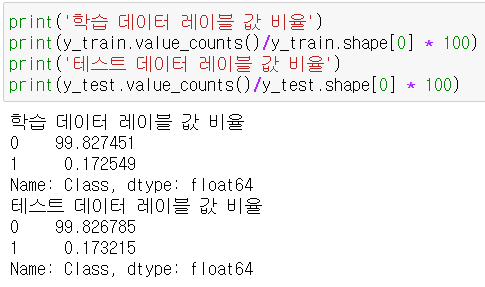 print('학습 데이터 레이블 값 비율')
print(y_train.value_counts()/y_train.shape[0] * 100)
print('테스트 데이터 레이블 값 비율')
print(y_test.value_counts()/y_test.shape[0] * 100)
학습 데이터 레이블 값 비율
0    99.827451
1     0.172549
Name: Class, dtype: float64
테스트 데이터 레이블 값 비율
0    99.826785
1     0.173215
Name: Class, dtype: float64